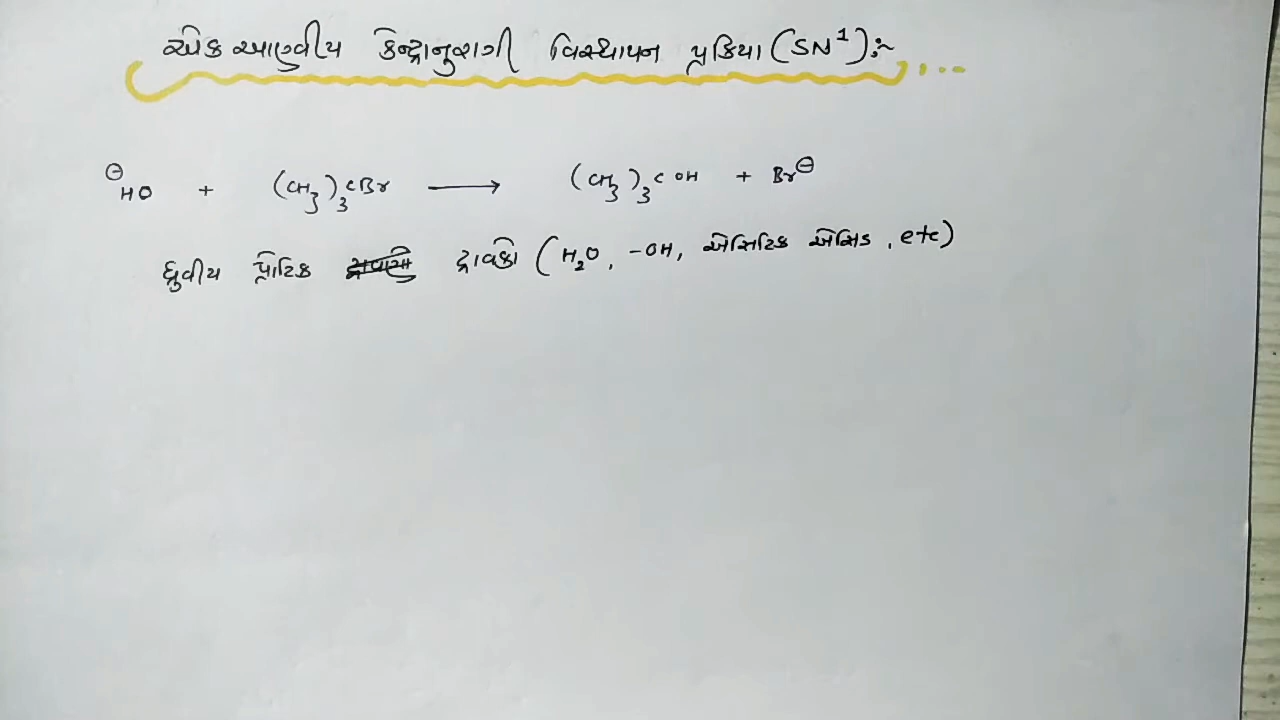 એક આણ્વીય કેન્દ્રાનુરાગી વિસ્થાપન પ્રક્રિયા (SN¹):~
⊖HO + (CH₃)₃CBr ⟶ (CH₃)₃C OH + Br⊖
ધ્રુવીય પ્રોટિક દ્રાવકો (H₂O, -OH, એસિટિક એસિડ, etc)